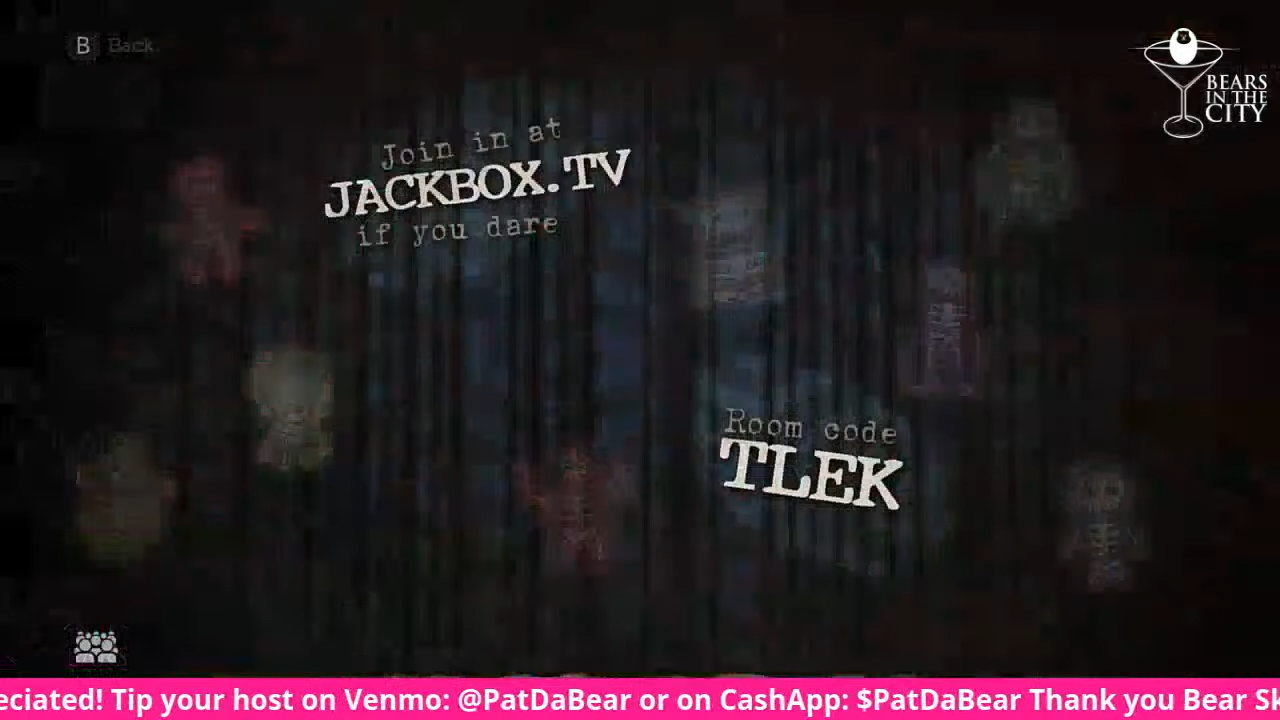 B Back
BEARS
IN THE
CITY
Join in at
JACKBOX.TV
if you dare
Room code
TLEK
eciated! Tip your host on Venmo: @PatDaBear or on CashApp: $PatDaBear Thank you Bear Sk